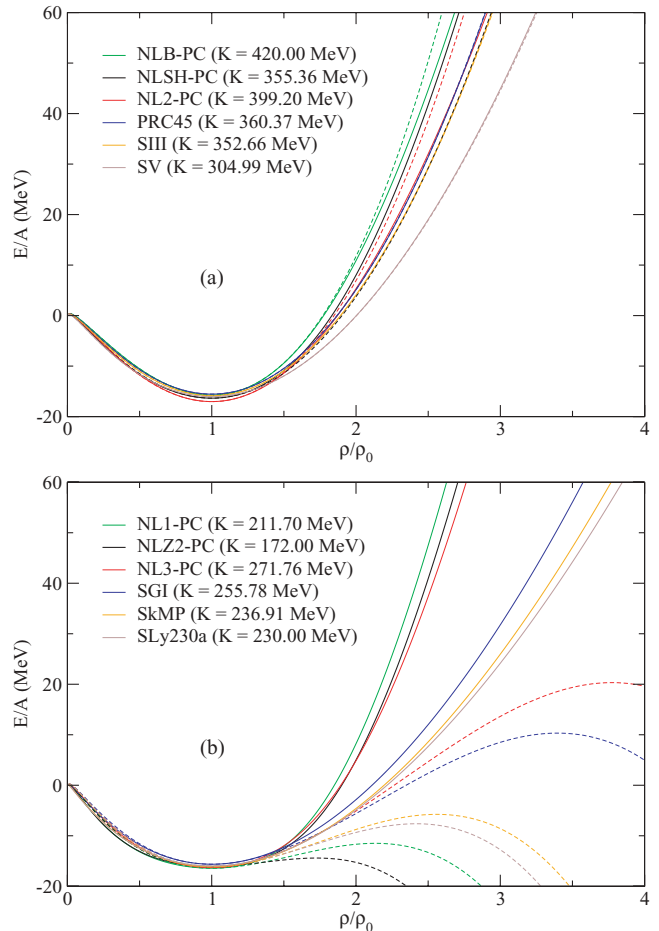 60
NLB-PC (K = 420.00 MeV)
NLSH-PC (K = 355.36 MeV)
NL2-PC (K = 399.20 MeV)
PRC45 (K = 360.37 MeV)
SIII (K = 352.66 MeV)
SV (K = 304.99 MeV)
40
20
0
-20
E/A (MeV)
(a)
0 1 2 3 4
ρ/ρ0
60
NL1-PC (K = 211.70 MeV)
NLZ2-PC (K = 172.00 MeV)
NL3-PC (K = 271.76 MeV)
SGI (K = 255.78 MeV)
SkMP (K = 236.91 MeV)
SLy230a (K = 230.00 MeV)
40
20
0
-20
E/A (MeV)
(b)
0 1 2 3 4
ρ/ρ0